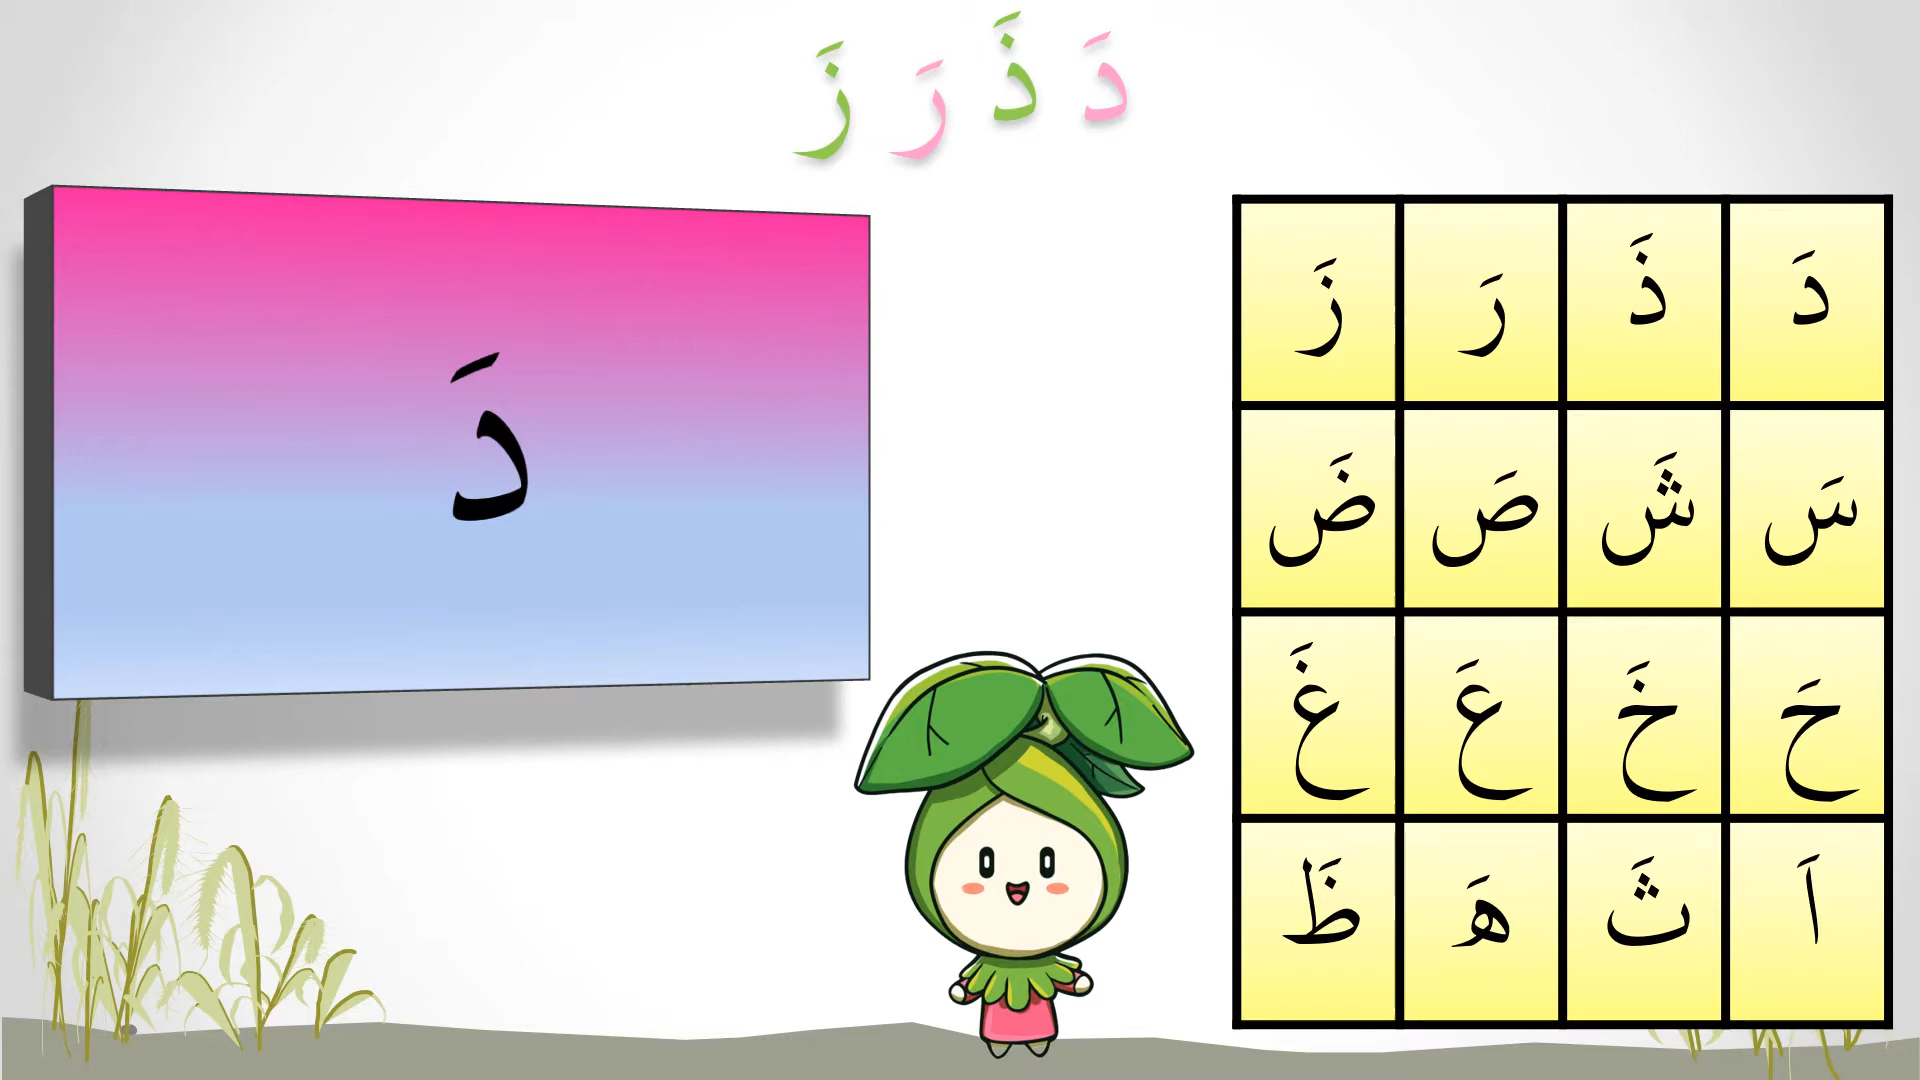 دَ ذَ رَ زَ
دَ
دَ ذَ رَ زَ
سَ شَ صَ ضَ
حَ خَ عَ غَ
اَ ثَ هَ ظَ